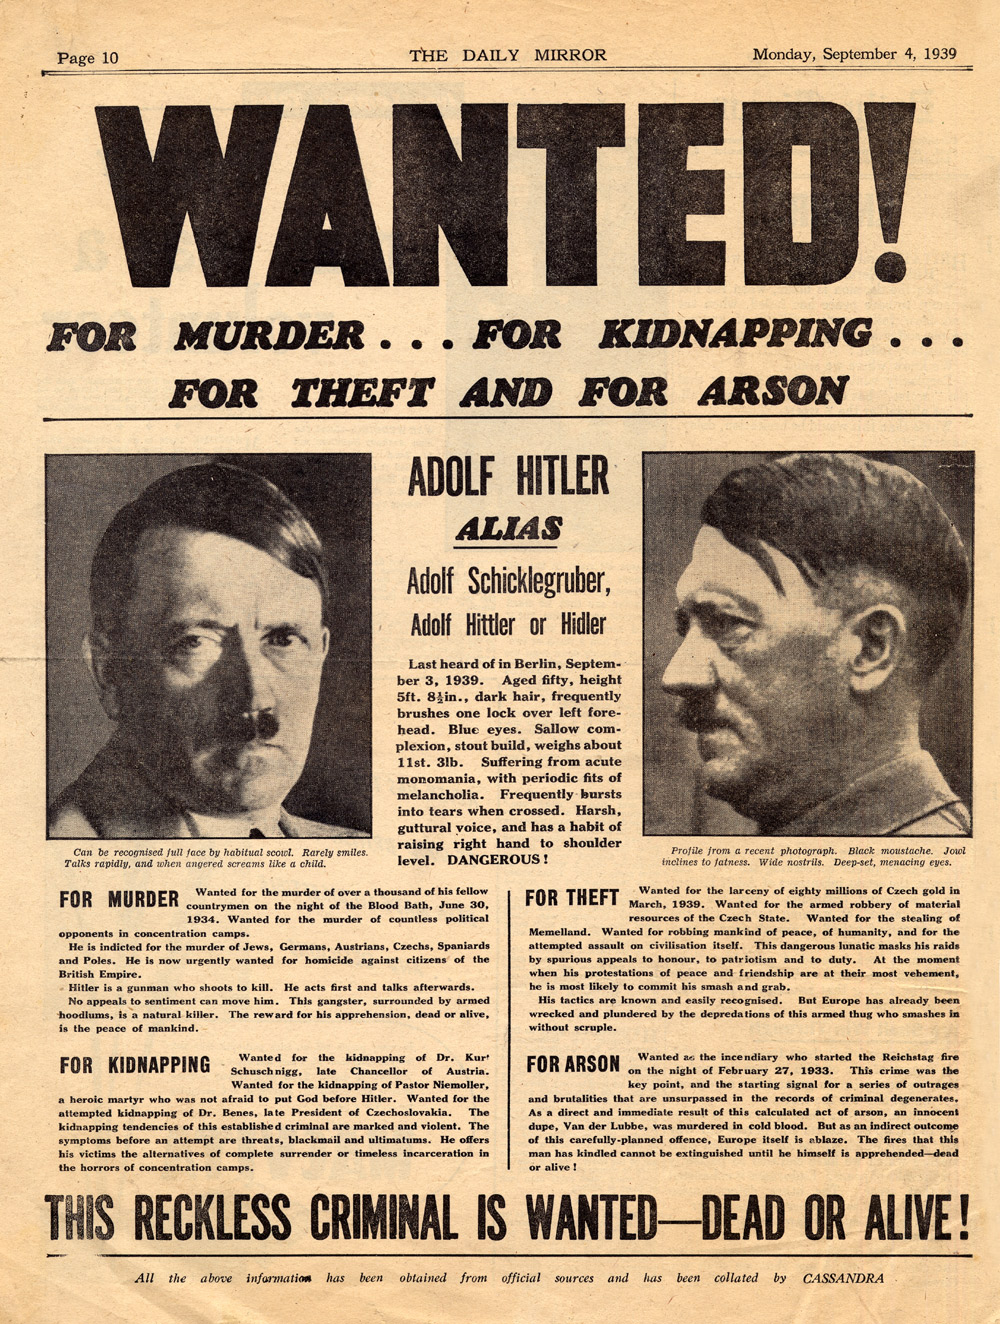 Page 10 THE DAILY MIRROR Monday, September 4, 1939
WANTED!
FOR MURDER . . . FOR KIDNAPPING . . .
FOR THEFT AND FOR ARSON
ADOLF HITLER
ALIAS
Adolf Schicklegruber,
Adolf Hittler or Hidler
Last heard of in Berlin, Septem-
ber 3, 1939. Aged fifty, height
5ft. 8½in., dark hair, frequently
brushes one lock over left fore-
head. Blue eyes. Sallow com-
plexion, stout build, weighs about
11st. 3lb. Suffering from acute
monomania, with periodic fits of
melancholia. Frequently bursts
into tears when crossed. Harsh,
guttural voice, and has a habit of
raising right hand to shoulder
level. DANGEROUS!
Can be recognised full face by habitual scowl. Rarely smiles.
Talks rapidly, and when angered screams like a child.
Profile from a recent photograph. Black moustache. Jowl
inclines to fatness. Wide nostrils. Deep-set, menacing eyes.
FOR MURDER Wanted for the murder of over a thousand of his fellow
countrymen on the night of the Blood Bath, June 30,
1934. Wanted for the murder of countless political
opponents in concentration camps.
He is indicted for the murder of Jews, Germans, Austrians, Czechs, Spaniards
and Poles. He is now urgently wanted for homicide against citizens of the
British Empire.
Hitler is a gunman who shoots to kill. He acts first and talks afterwards.
No appeals to sentiment can move him. This gangster, surrounded by armed
hoodlums, is a natural killer. The reward for his apprehension, dead or alive,
is the peace of mankind.
FOR KIDNAPPING Wanted for the kidnapping of Dr. Kurt
Schuschnigg, late Chancellor of Austria.
Wanted for the kidnapping of Pastor Niemoller,
a heroic martyr who was not afraid to put God before Hitler. Wanted for the
attempted kidnapping of Dr. Benes, late President of Czechoslovakia. The
kidnapping tendencies of this established criminal are marked and violent. The
symptoms before an attempt are threats, blackmail and ultimatums. He offers
his victims the alternatives of complete surrender or timeless incarceration in
the horrors of concentration camps.
FOR THEFT Wanted for the larceny of eighty millions of Czech gold in
March, 1939. Wanted for the armed robbery of material
resources of the Czech State. Wanted for the stealing of
Memelland. Wanted for robbing mankind of peace, of humanity, and for the
attempted assault on civilisation itself. This dangerous lunatic masks his raids
by spurious appeals to honour, to patriotism and to duty. At the moment
when his protestations of peace and friendship are at their most vehement,
he is most likely to commit his smash and grab.
His tactics are known and easily recognised. But Europe has already been
wrecked and plundered by the depredations of this armed thug who smashes in
without scruple.
FOR ARSON Wanted as the incendiary who started the Reichstag fire
on the night of February 27, 1933. This crime was the
key point, and the starting signal for a series of outrages
and brutalities that are unsurpassed in the records of criminal degenerates.
As a direct and immediate result of this calculated act of arson, an innocent
dupe, Van der Lubbe, was murdered in cold blood. But as an indirect outcome
of this carefully-planned offence, Europe itself is ablaze. The fires that this
man has kindled cannot be extinguished until he himself is apprehended—dead
or alive!
THIS RECKLESS CRIMINAL IS WANTED—DEAD OR ALIVE!
All the above information has been obtained from official sources and has been collated by CASSANDRA